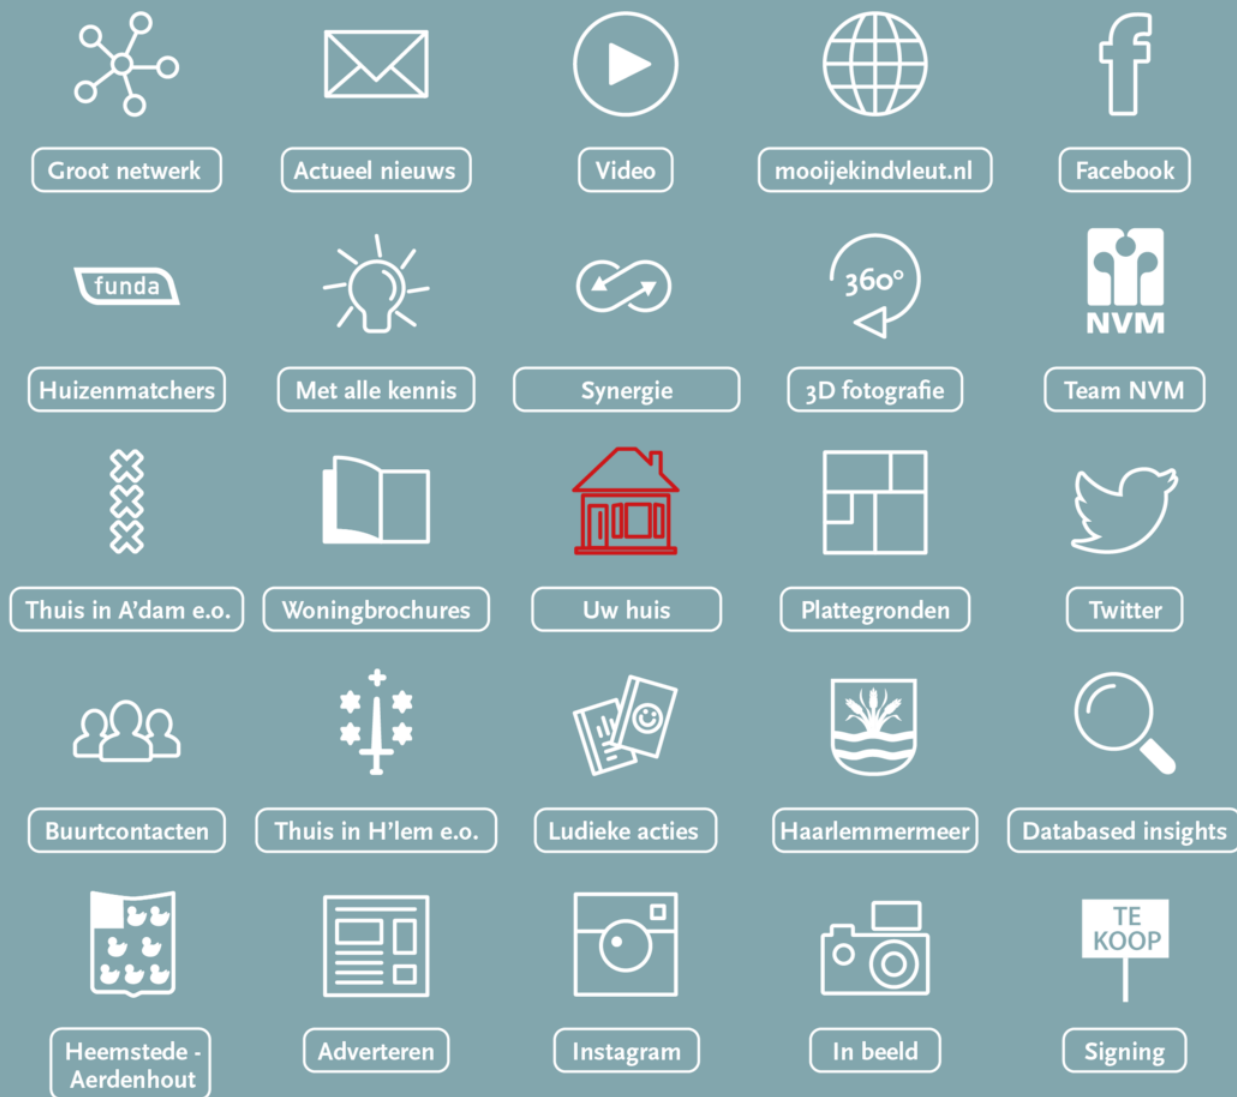 Groot netwerk
Actueel nieuws
Video
mooijekindvleut.nl
Facebook
funda
360°
NVM
Huizenmatchers
Met alle kennis
Synergie
3D fotografie
Team NVM
Thuis in A'dam e.o.
Woningbrochures
Uw huis
Plattegronden
Twitter
Buurtcontacten
Thuis in H'lem e.o.
Ludieke acties
Haarlemmermeer
Databased insights
TE
KOOP
Heemstede -
Aerdenhout
Adverteren
Instagram
In beeld
Signing